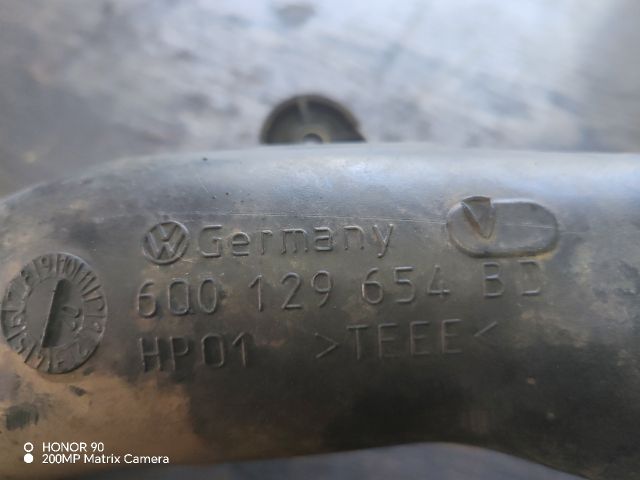 Germany
6Q0 129 654 BD
HP01 >TEEE<
HONOR 90
200MP Matrix Camera